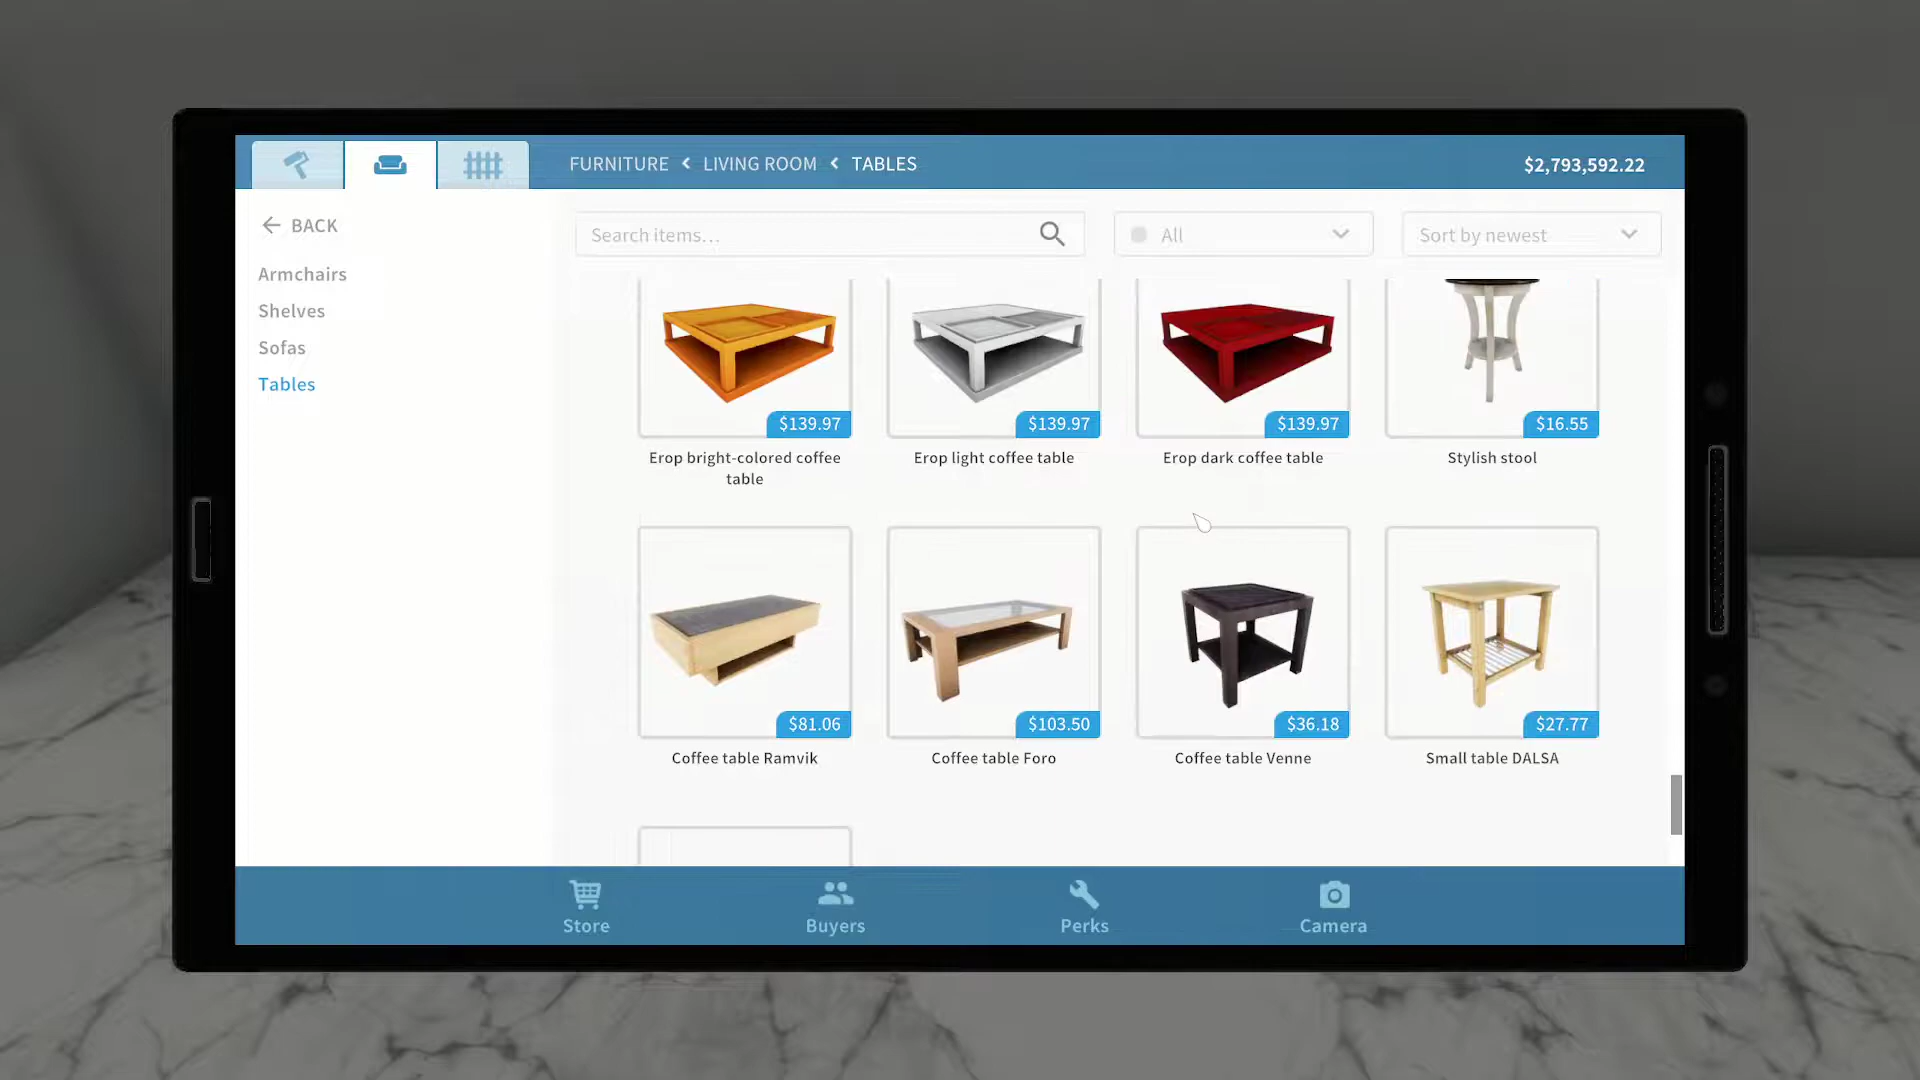 FURNITURE < LIVING ROOM < TABLES
$2,793,592.22
BACK
Search items...
All
Sort by newest
Armchairs
Shelves
Sofas
Tables
$139.97
$139.97
$139.97
$16.55
Erop bright-colored coffee
table
Erop light coffee table
Erop dark coffee table
Stylish stool
$81.06
$103.50
$36.18
$27.77
Coffee table Ramvik
Coffee table Foro
Coffee table Venne
Small table DALSA
Store
Buyers
Perks
Camera